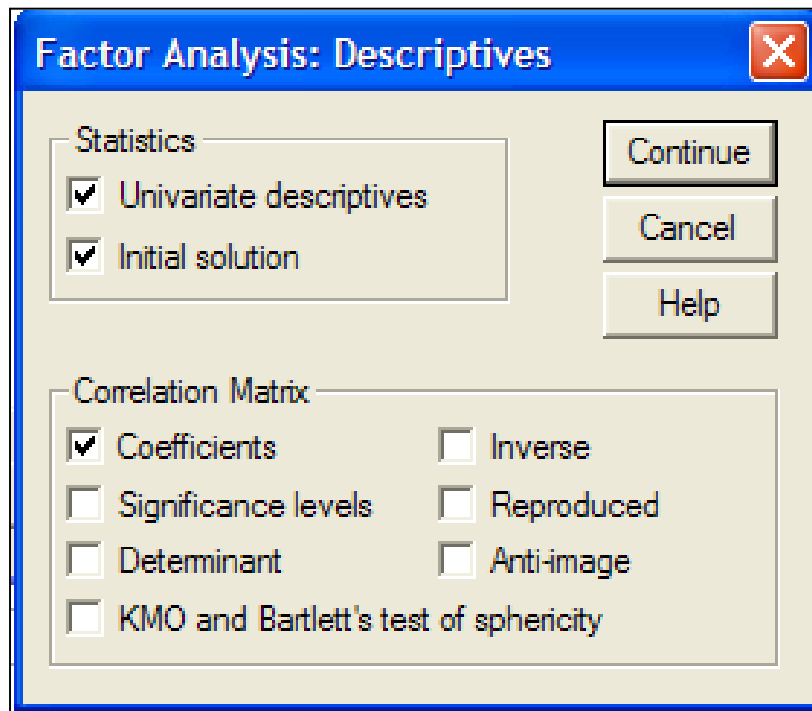 Factor Analysis: Descriptives
Statistics
Univariate descriptives
Initial solution
Continue
Cancel
Help
Correlation Matrix
Coefficients
Inverse
Significance levels
Reproduced
Determinant
Anti-image
KMO and Bartlett's test of sphericity